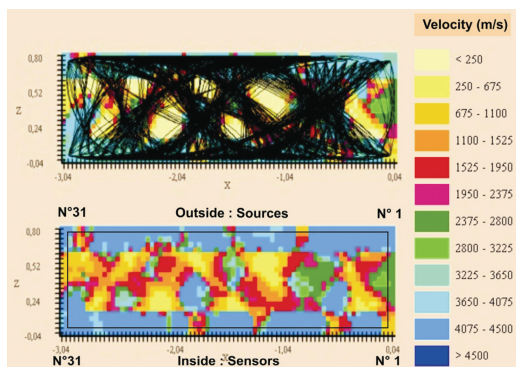 Velocity (m/s)
< 250
250 - 675
675 - 1100
1100 - 1525
1525 - 1950
1950 - 2375
2375 - 2800
2800 - 3225
3225 - 3650
3650 - 4075
4075 - 4500
> 4500
0,80
0,52
Z
0,24
-0,04
-3,04
-2,04
-1,04
0,04
X
N°31
Outside : Sources
N° 1
0,80
0,52
Z
0,24
-0,04
-3,04
-2,04
X
-1,04
0,04
N°31
Inside : Sensors
N° 1